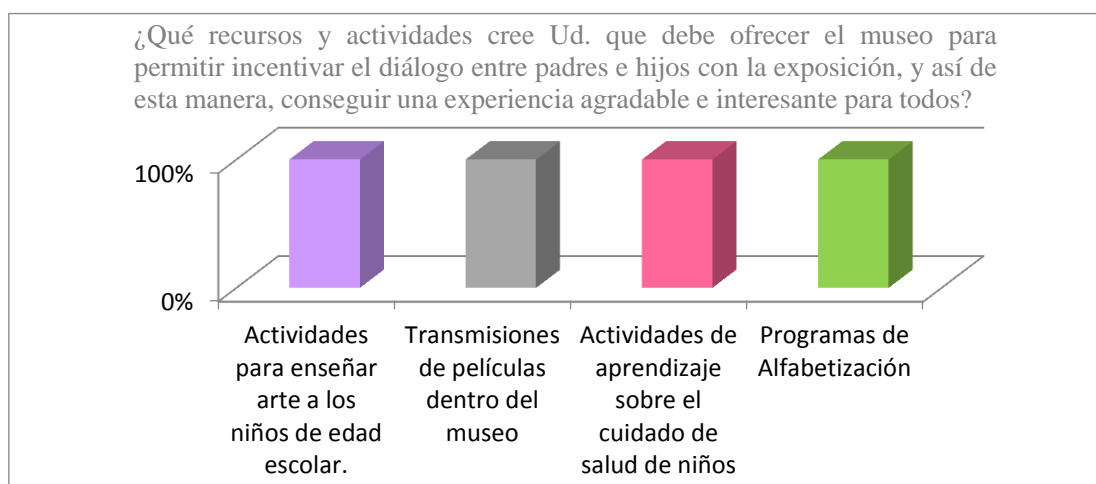 ¿Qué recursos y actividades cree Ud. que debe ofrecer el museo para
permitir incentivar el diálogo entre padres e hijos con la exposición, y así de
esta manera, conseguir una experiencia agradable e interesante para todos?
100%
0%
Actividades
para enseñar
arte a los
niños de edad
escolar.
Transmisiones
de películas
dentro del
museo
Actividades de
aprendizaje
sobre el
cuidado de
salud de niños
Programas de
Alfabetización